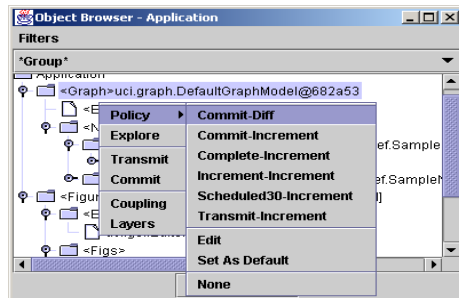 Object Browser - Application
Filters
*Group*
Application
<Graph>uci.graph.DefaultGraphModel@682a53
<E
<N
ef.Sample
ef.SampleN
<Figur
]
<E
<Figs>
Policy
Explore
Transmit
Commit
Coupling
Layers
Commit-Diff
Commit-Increment
Complete-Increment
Increment-Increment
Scheduled30-Increment
Transmit-Increment
Edit
Set As Default
None